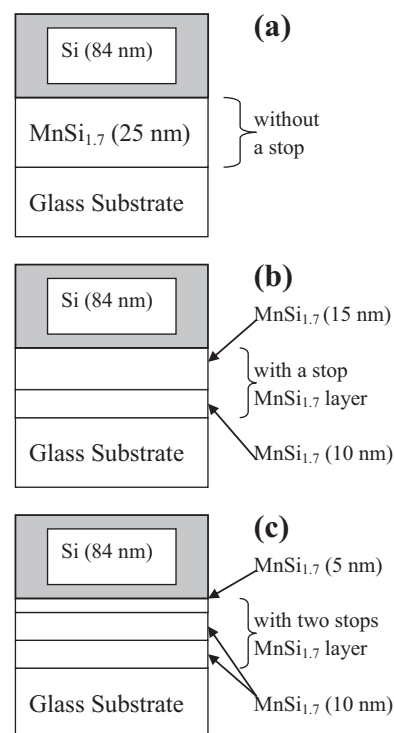 (a)
Si (84 nm)
MnSi₁.₇ (25 nm)
without
a stop
Glass Substrate
(b)
Si (84 nm)
MnSi₁.₇ (15 nm)
with a stop
MnSi₁.₇ layer
Glass Substrate
MnSi₁.₇ (10 nm)
(c)
Si (84 nm)
MnSi₁.₇ (5 nm)
with two stops
MnSi₁.₇ layer
Glass Substrate
MnSi₁.₇ (10 nm)